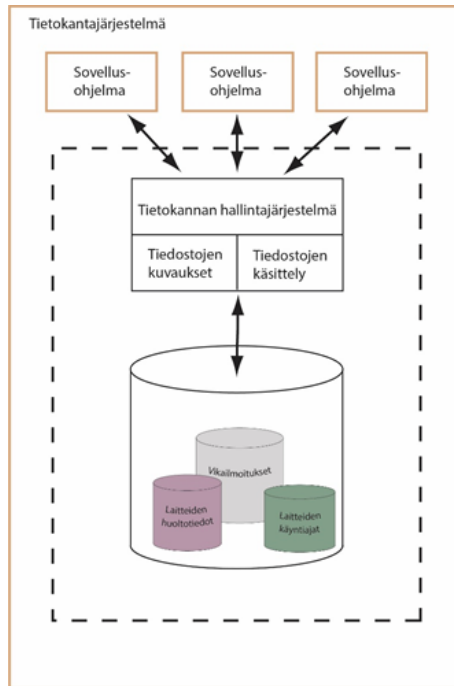 Tietokantajärjestelmä
Sovellus-
ohjelma
Sovellus-
ohjelma
Sovellus-
ohjelma
Tietokannan hallintajärjestelmä
Tiedostojen
kuvaukset
Tiedostojen
käsittely
Vikailmoitukset
Laitteiden
huoltotiedot
Laitteiden
käyntiajat